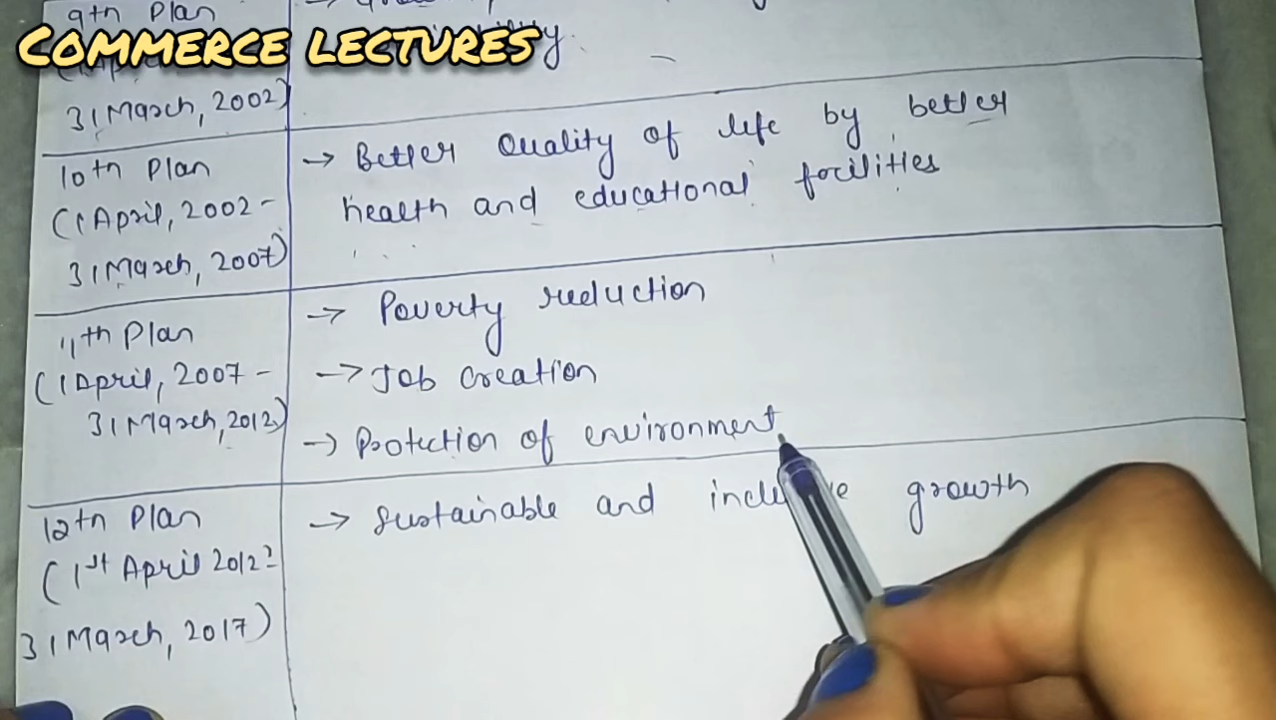 9th Plan
COMMERCE LECTURES
31 March, 2002)
10th Plan
(1 April, 2002-
31 March, 2007)
→ Better Quality of life by better
health and educational facilities
11th Plan
(1 April, 2007-
31 March, 2012)
→ Poverty reduction
→ Job creation
→ Protection of environment
12th Plan
(1st April 2012-
31 March, 2017)
→ Sustainable and growth